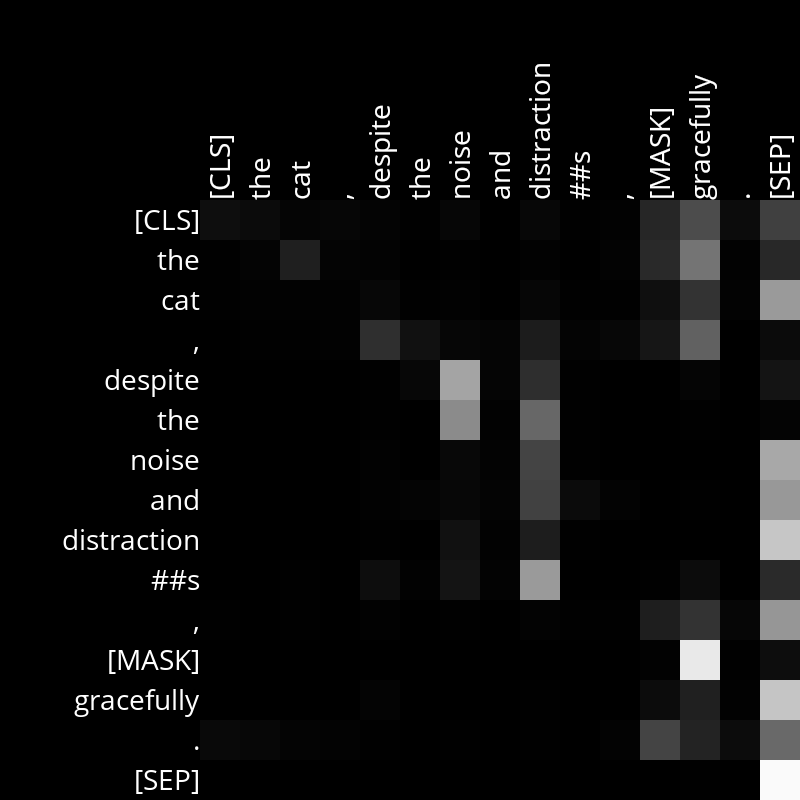 [CLS] the cat , despite the noise and distraction ##s , [MASK] gracefully . [SEP]
[CLS]
the
cat
,
despite
the
noise
and
distraction
##s
,
[MASK]
gracefully
.
[SEP]